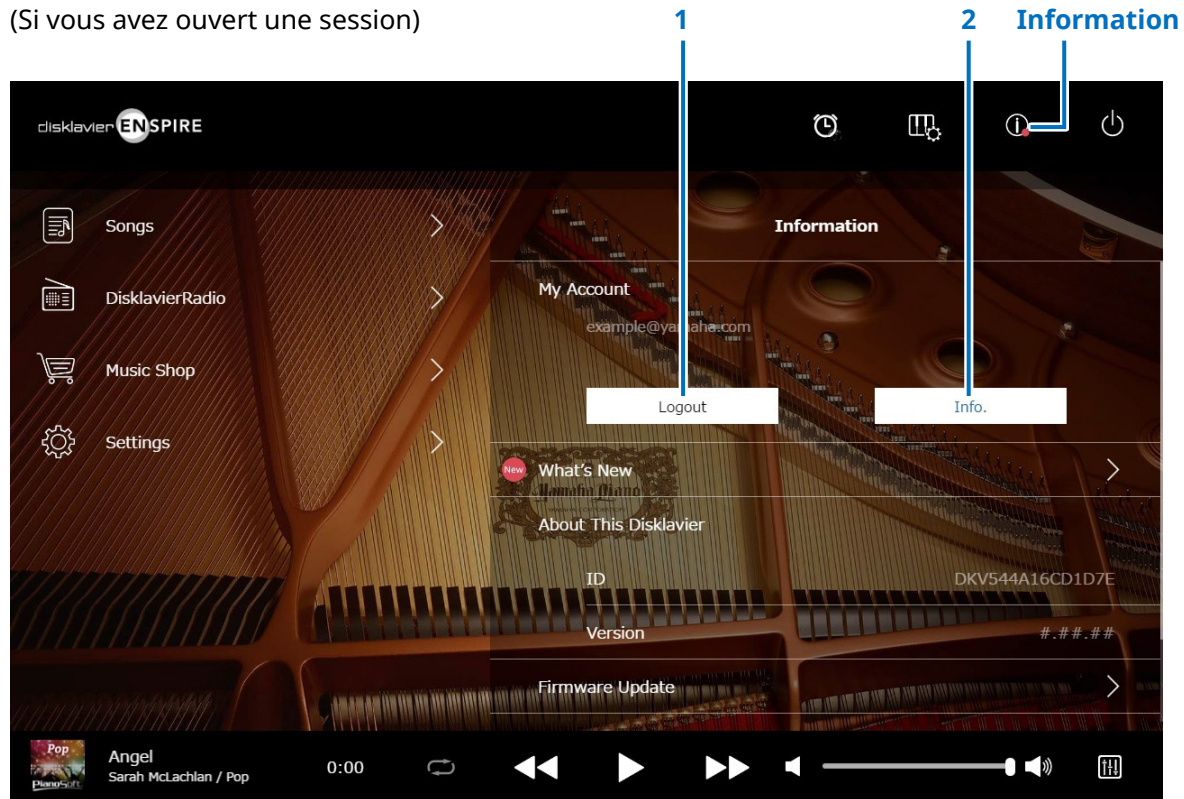 (Si vous avez ouvert une session)
1
2
Information
disklavier ENSPIRE
Songs
DisklavierRadio
Music Shop
Settings
Information
My Account
example@yamaha.com
Logout
Info.
New
What's New
Yamaha Piano
About This Disklavier
ID
DKV544A16CD1D7E
Version
#.##.##
Firmware Update
Pop
PianoSoft
Angel
Sarah McLachlan / Pop
0:00